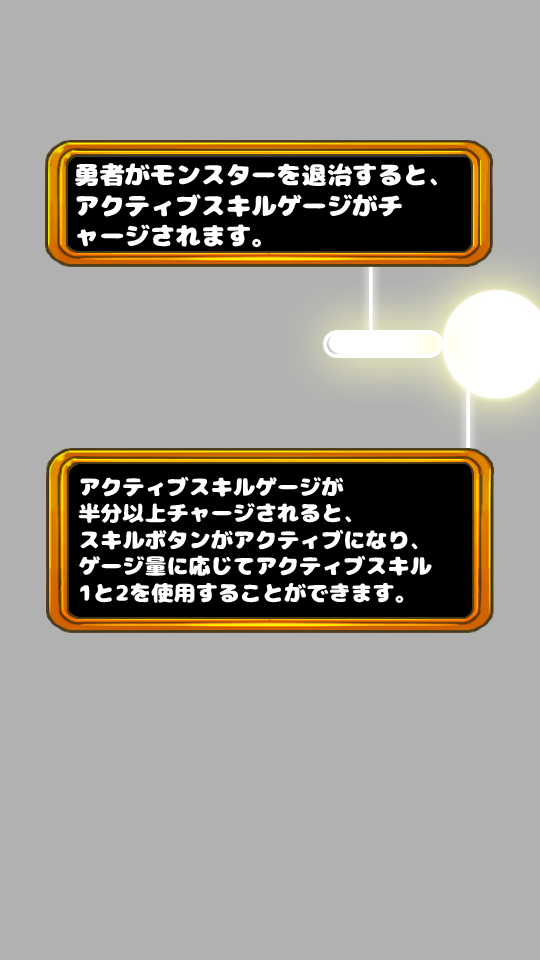 勇者がモンスターを退治すると、
アクティブスキルゲージがチ
ャージされます。
アクティブスキルゲージが
半分以上チャージされると、
スキルボタンがアクティブになり、
ゲージ量に応じてアクティブスキル
1と2を使用することができます。